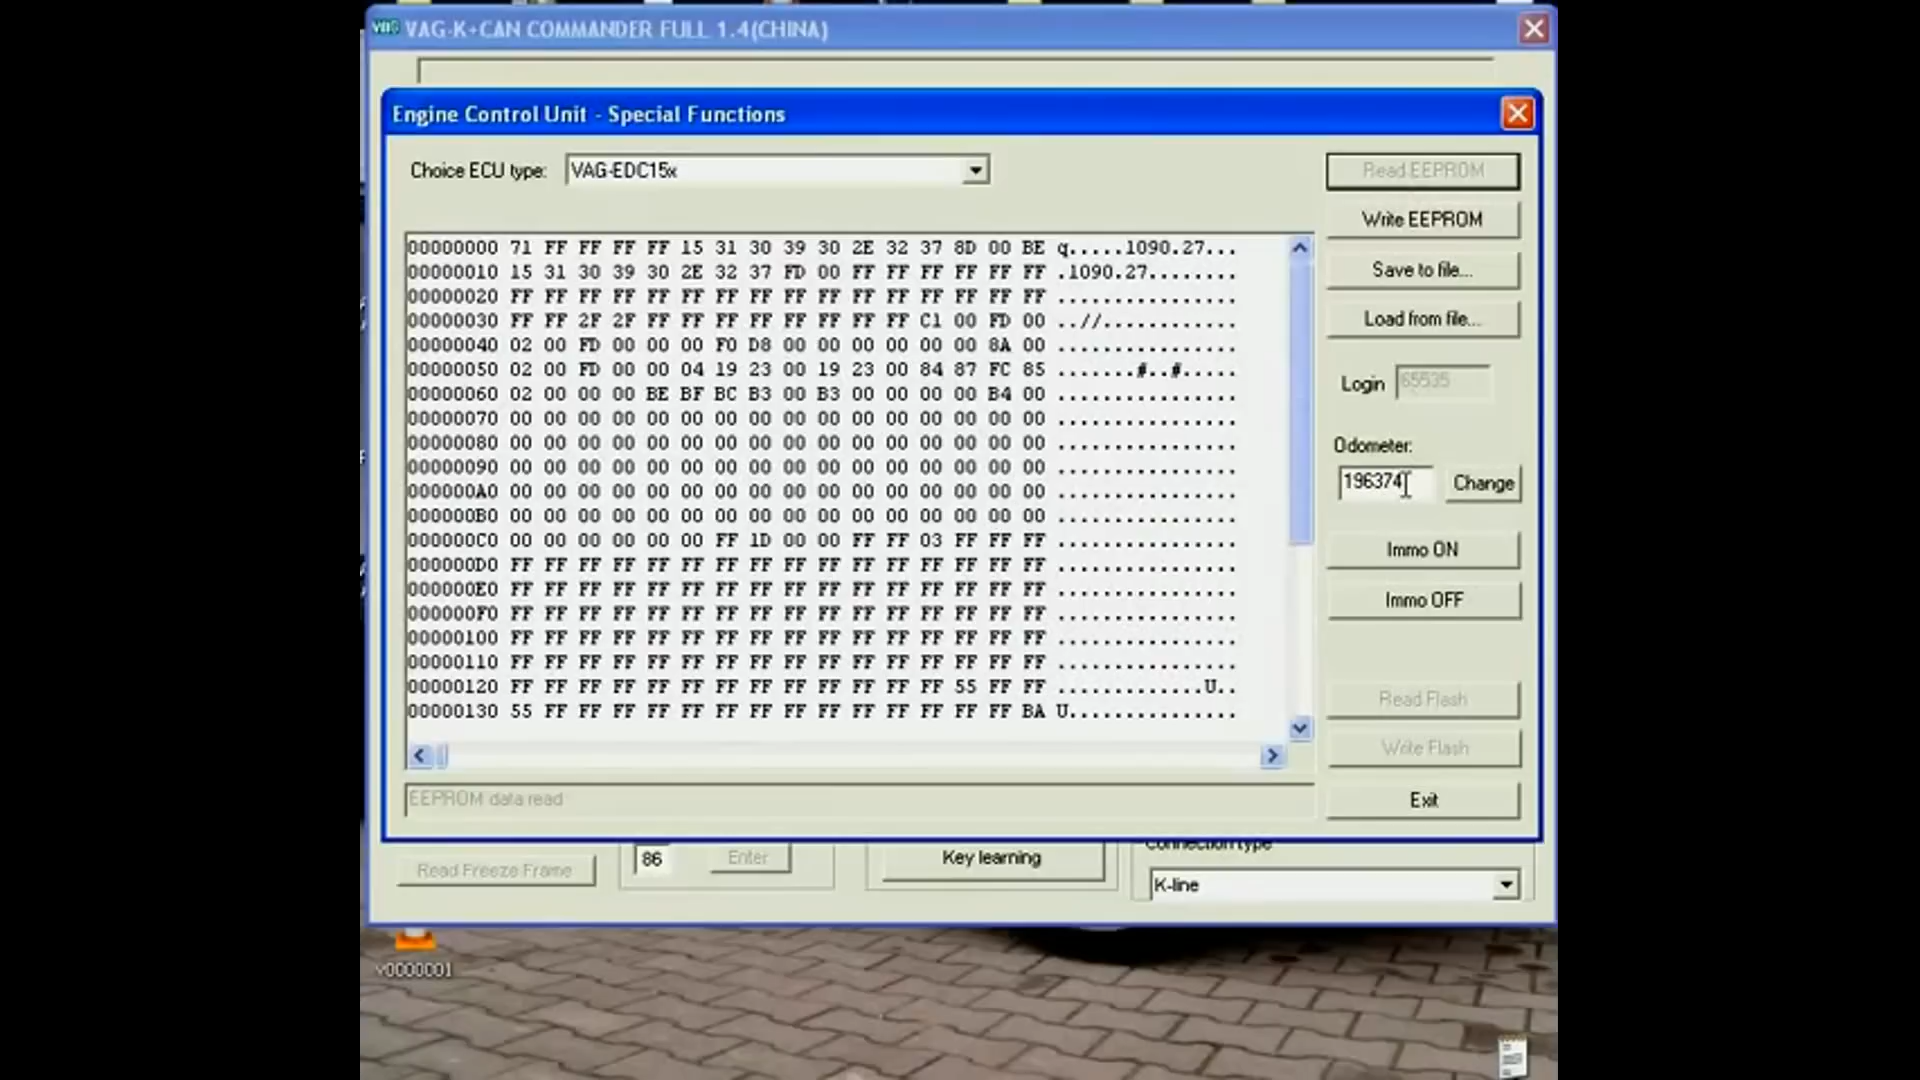 VAG VAG-K+CAN COMMANDER FULL 1.4(CHINA)
Engine Control Unit - Special Functions
Choice ECU type: VAG-EDC15x
Read EEPROM
Write EEPROM
Save to file...
Load from file...
Login 65535
Odometer:
196374 Change
Immo ON
Immo OFF
Read Flash
Write Flash
Exit
00000000 71 FF FF FF FF 15 31 30 39 30 2E 32 37 8D 00 BE q.....1090.27...
00000010 15 31 30 39 30 2E 32 37 FD 00 FF FF FF FF FF FF .1090.27........
00000020 FF FF FF FF FF FF FF FF FF FF FF FF FF FF FF FF ................
00000030 FF FF 2F 2F FF FF FF FF FF FF FF FF C1 00 FD 00 ..//............
00000040 02 00 FD 00 00 00 F0 D8 00 00 00 00 00 00 8A 00 ................
00000050 02 00 FD 00 00 04 19 23 00 19 23 00 84 87 FC 85 .......#..#.....
00000060 02 00 00 00 BE BF BC B3 00 B3 00 00 00 00 B4 00 ................
00000070 00 00 00 00 00 00 00 00 00 00 00 00 00 00 00 00 ................
00000080 00 00 00 00 00 00 00 00 00 00 00 00 00 00 00 00 ................
00000090 00 00 00 00 00 00 00 00 00 00 00 00 00 00 00 00 ................
000000A0 00 00 00 00 00 00 00 00 00 00 00 00 00 00 00 00 ................
000000B0 00 00 00 00 00 00 00 00 00 00 00 00 00 00 00 00 ................
000000C0 00 00 00 00 00 00 FF 1D 00 00 FF FF 03 FF FF FF ................
000000D0 FF FF FF FF FF FF FF FF FF FF FF FF FF FF FF FF ................
000000E0 FF FF FF FF FF FF FF FF FF FF FF FF FF FF FF FF ................
000000F0 FF FF FF FF FF FF FF FF FF FF FF FF FF FF FF FF ................
00000100 FF FF FF FF FF FF FF FF FF FF FF FF FF FF FF FF ................
00000110 FF FF FF FF FF FF FF FF FF FF FF FF FF FF FF FF ................
00000120 FF FF FF FF FF FF FF FF FF FF FF FF FF 55 FF FF .............U..
00000130 55 FF FF FF FF FF FF FF FF FF FF FF FF FF FF BA U...............
EEPROM data read
Read Freeze Frame
86 Enter
Key learning
Connection type
K-line
v0000001